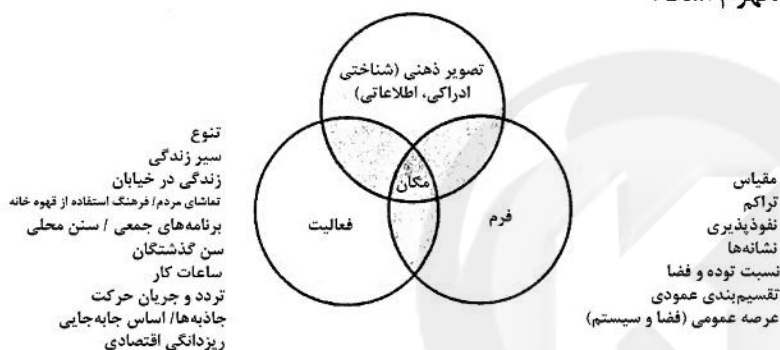 تصویر ذهنی (شناختی
ادراکی، اطلاعاتی)
مکان
فرم
فعالیت
مقیاس
تراکم
نفوذپذیری
نشانه‌ها
نسبت توده و فضا
تقسیم‌بندی عمودی
عرصه عمومی (فضا و سیستم)
تنوع
سیر زندگی
زندگی در خیابان
تماشای مردم/ فرهنگ استفاده از قهوه خانه
برنامه‌های جمعی / سنن محلی
سن گذشتگان
ساعات کار
تردد و جریان حرکت
جاذبه‌ها/ اساس جابه‌جایی
ریزدانگی اقتصادی